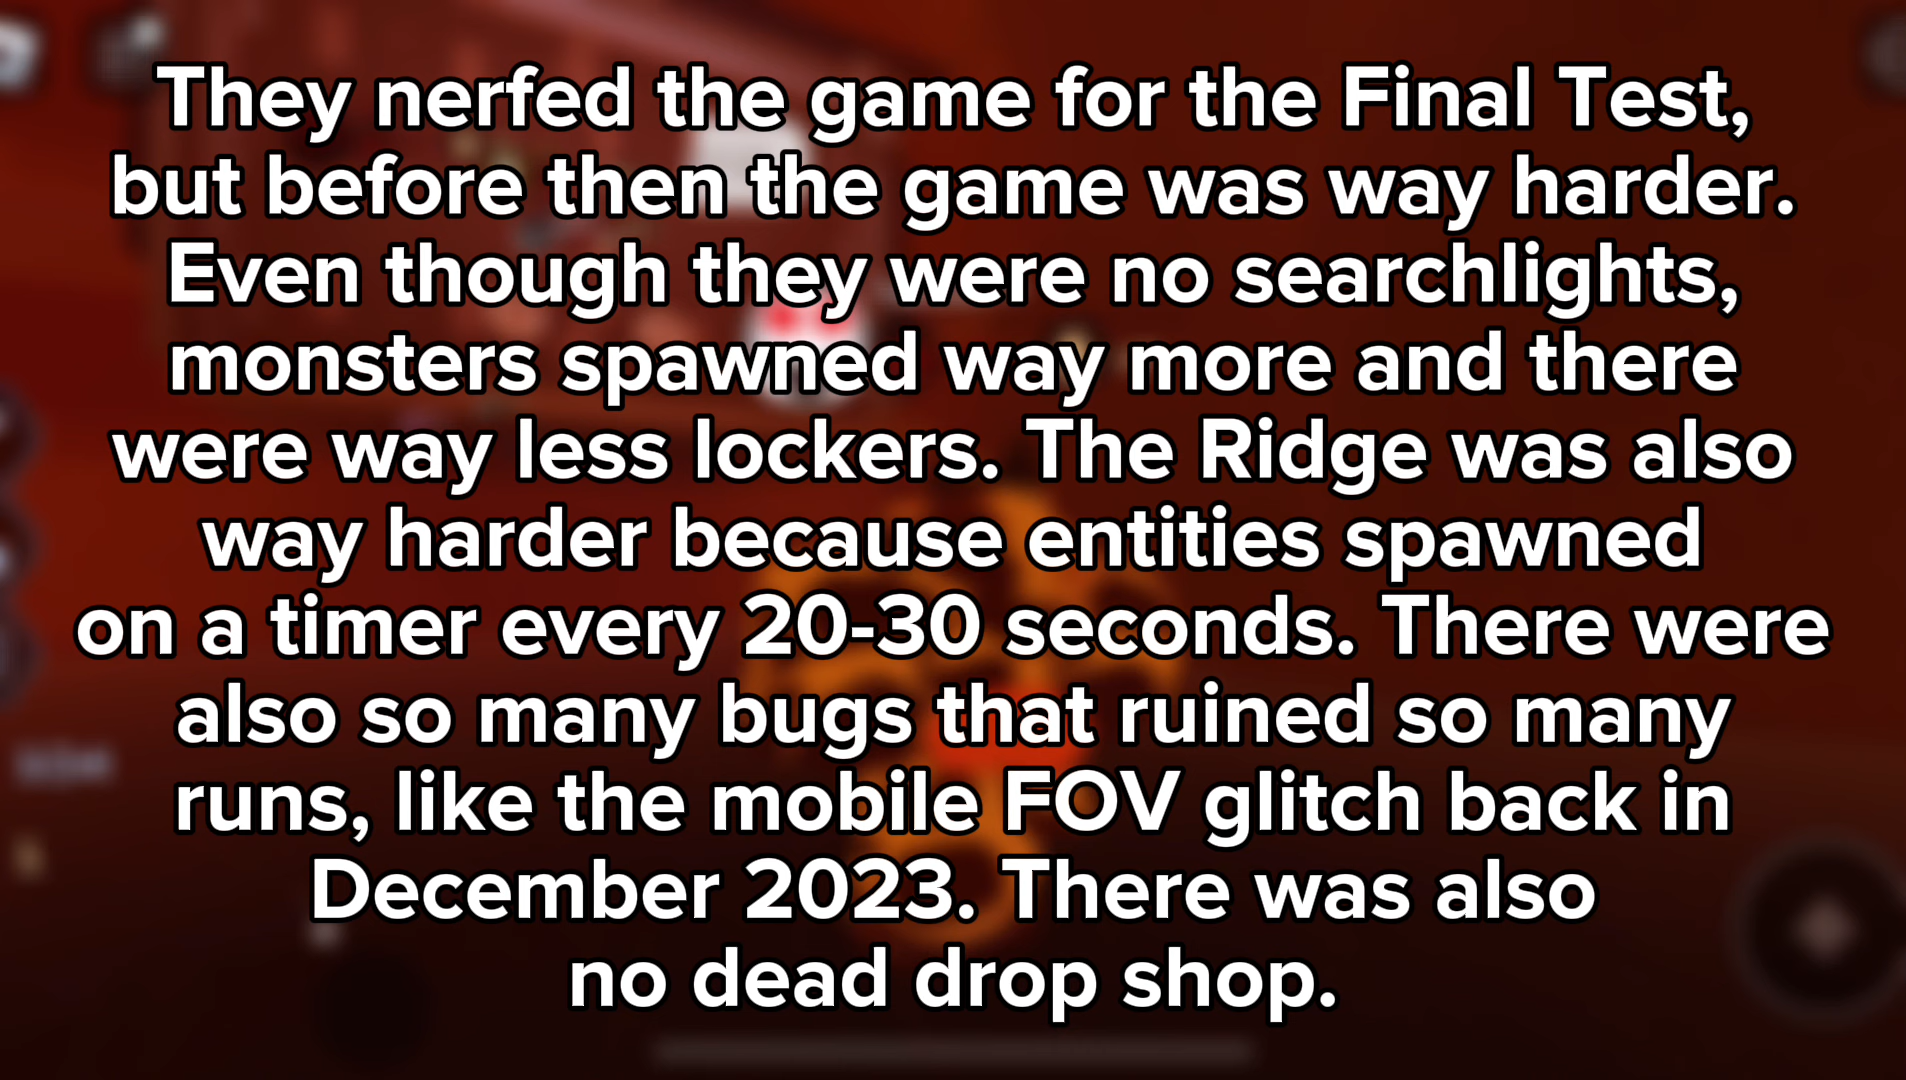 They nerfed the game for the Final Test,
but before then the game was way harder.
Even though they were no searchlights,
monsters spawned way more and there
were way less lockers. The Ridge was also
way harder because entities spawned
on a timer every 20-30 seconds. There were
also so many bugs that ruined so many
runs, like the mobile FOV glitch back in
December 2023. There was also
no dead drop shop.